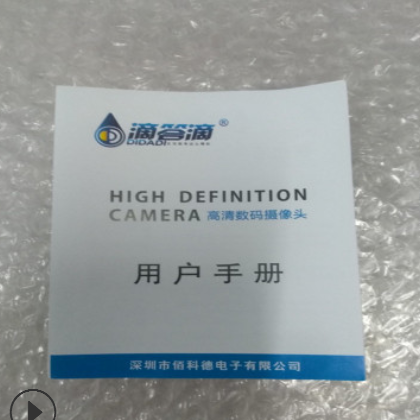 滴答滴®
DIDADI
HIGH DEFINITION
CAMERA 高清数码摄像头
用户手册
深圳市佰科德电子有限公司